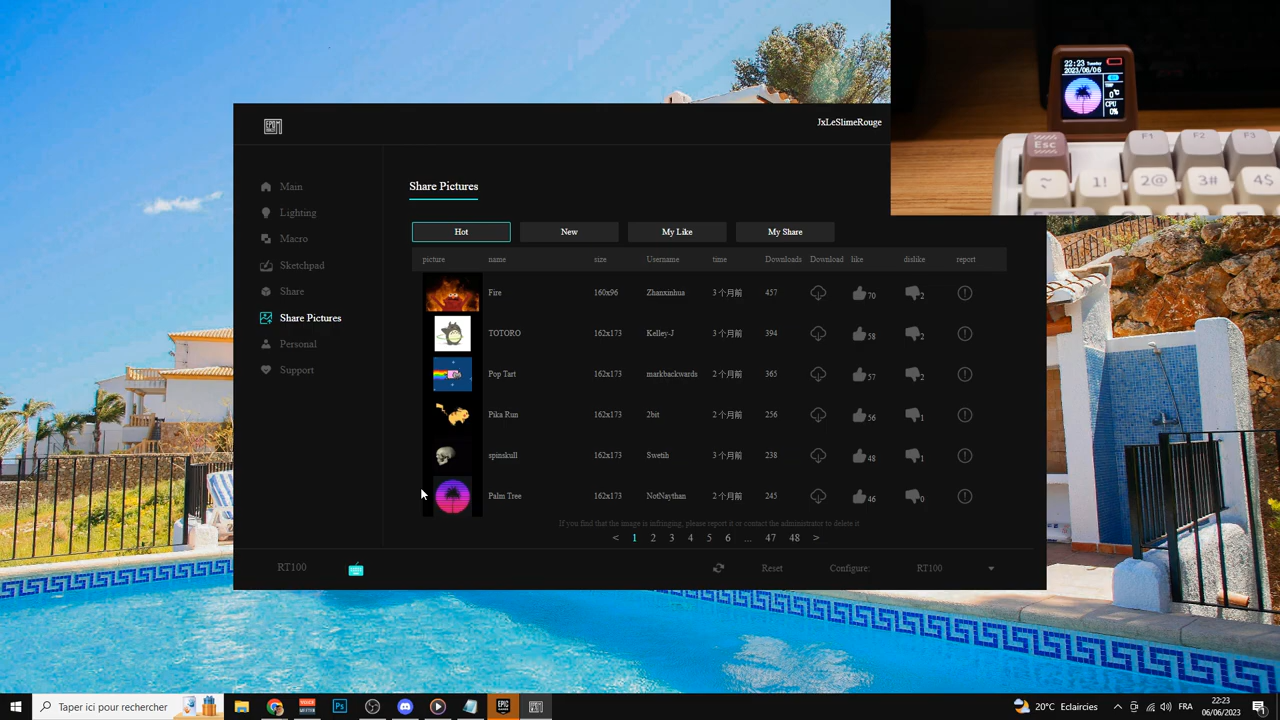 JxLeSlimeRouge
22:23 Tuesday
2023/06/06
0℃
CPU
0%
Esc
F1
F2
F3
~
1!
2@
3#
4$
Main
Lighting
Macro
Sketchpad
Share
Share Pictures
Personal
Support
Share Pictures
Hot New My Like My Share
picture name size Username time Downloads Download like dislike report
Fire 160x96 Zhanxinhua 3 个月前 457 70 2
TOTORO 162x173 Kelley-J 3 个月前 394 58 2
Pop Tart 162x173 markbackwards 2 个月前 365 57 2
Pika Run 162x173 2bit 2 个月前 256 56 1
spinskull 162x173 Swetih 3 个月前 238 48 1
Palm Tree 162x173 NotNaythan 2 个月前 245 46 0
If you find that the image is infringing, please report it or contact the administrator to delete it
< 1 2 3 4 5 6 ... 47 48 >
RT100 Reset Configure: RT100
Taper ici pour rechercher
Ps
EPIC
20°C Eclaircies
FRA
22:23
06/06/2023
1